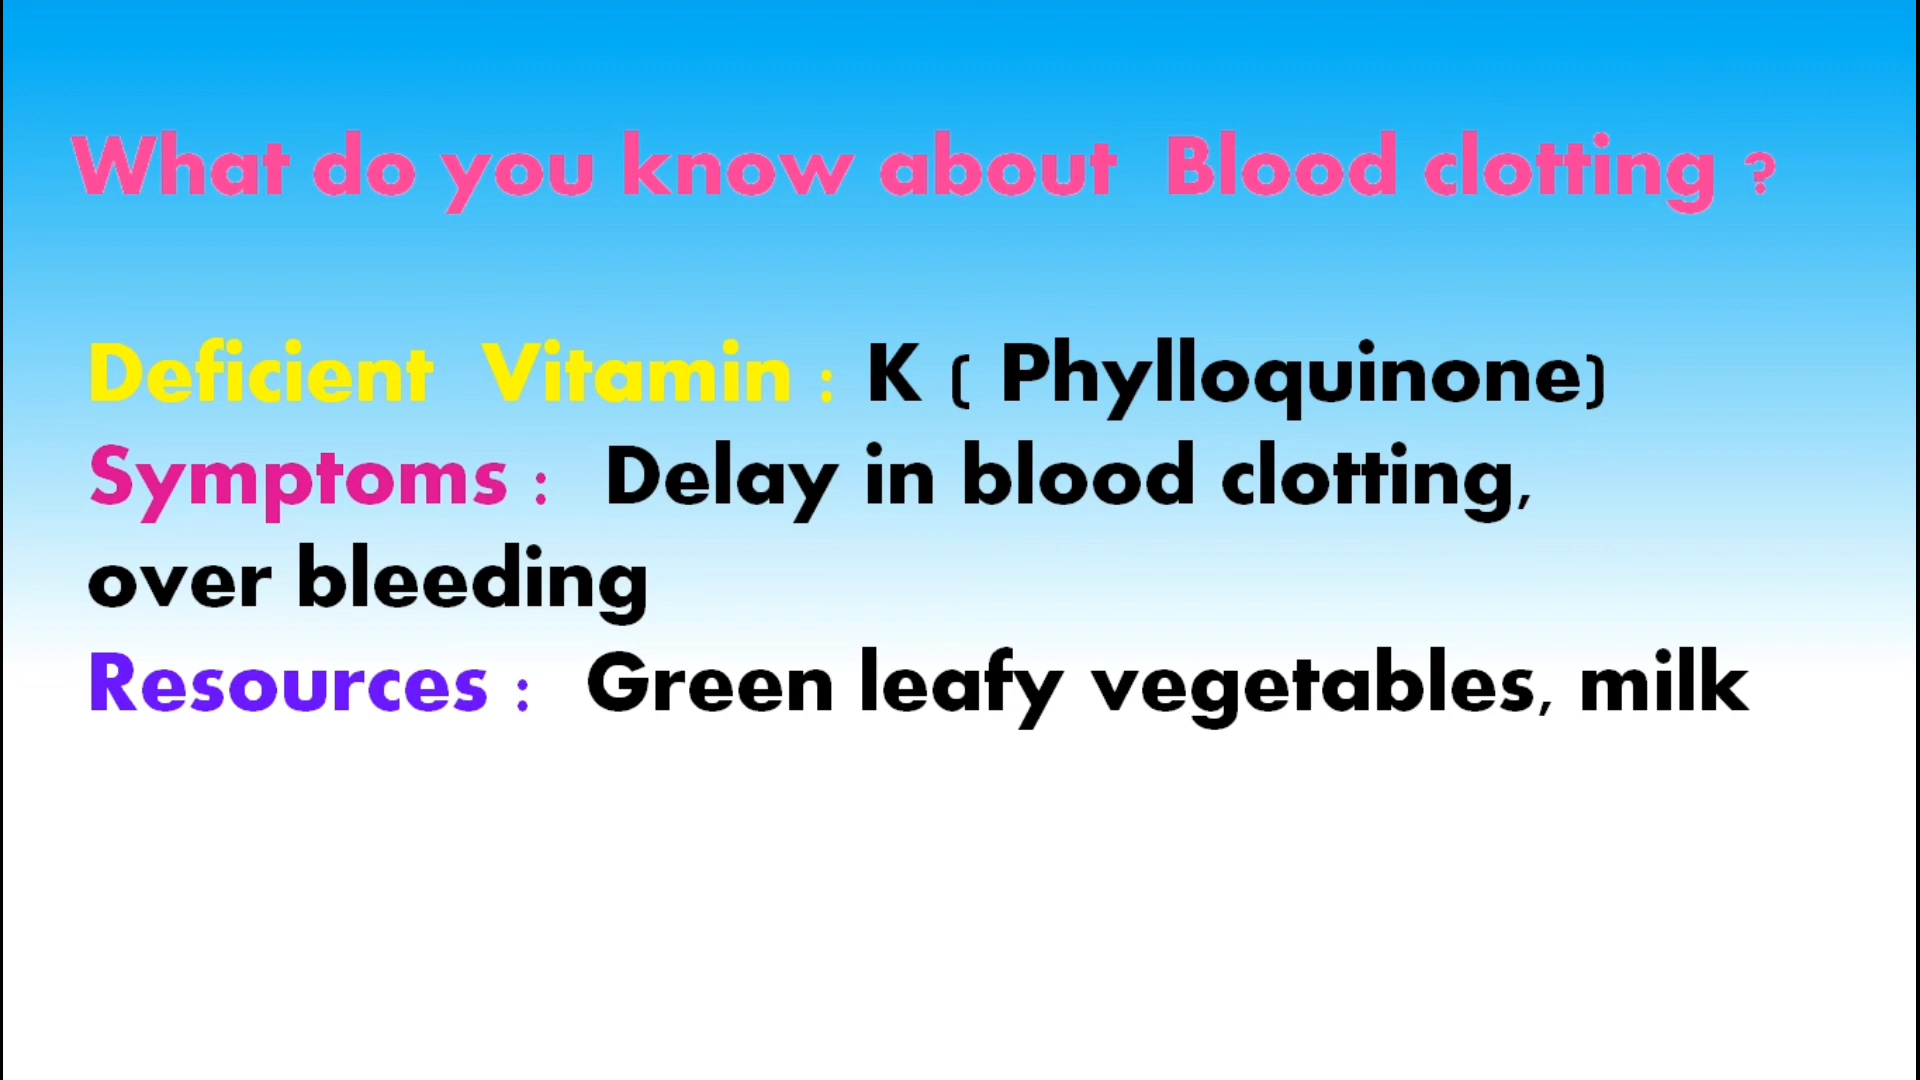 What do you know about Blood clotting ?
Deficient Vitamin : K ( Phylloquinone)
Symptoms : Delay in blood clotting,
over bleeding
Resources : Green leafy vegetables, milk